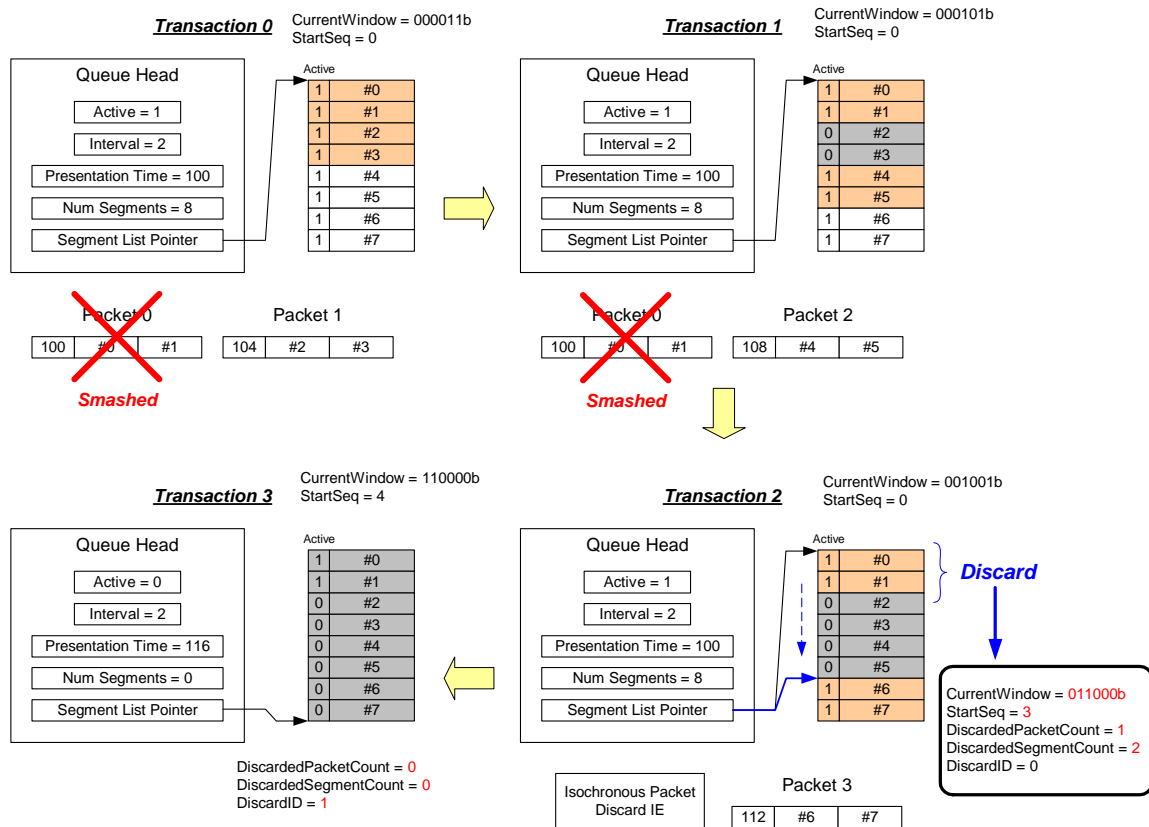 Transaction 0
CurrentWindow = 000011b
StartSeq = 0
Queue Head
Active = 1
Interval = 2
Presentation Time = 100
Num Segments = 8
Segment List Pointer
Active
1 #0
1 #1
1 #2
1 #3
1 #4
1 #5
1 #6
1 #7
Packet 0
100 #0 #1
Smashed
Packet 1
104 #2 #3
Transaction 1
CurrentWindow = 000101b
StartSeq = 0
Queue Head
Active = 1
Interval = 2
Presentation Time = 100
Num Segments = 8
Segment List Pointer
Active
1 #0
1 #1
0 #2
0 #3
1 #4
1 #5
1 #6
1 #7
Packet 0
100 #0 #1
Smashed
Packet 2
108 #4 #5
Transaction 3
CurrentWindow = 110000b
StartSeq = 4
Queue Head
Active = 0
Interval = 2
Presentation Time = 116
Num Segments = 0
Segment List Pointer
Active
1 #0
1 #1
0 #2
0 #3
0 #4
0 #5
0 #6
0 #7
DiscardedPacketCount = 0
DiscardedSegmentCount = 0
DiscardID = 1
Transaction 2
CurrentWindow = 001001b
StartSeq = 0
Queue Head
Active = 1
Interval = 2
Presentation Time = 100
Num Segments = 8
Segment List Pointer
Active
1 #0
1 #1
0 #2
0 #3
0 #4
0 #5
1 #6
1 #7
Discard
CurrentWindow = 011000b
StartSeq = 3
DiscardedPacketCount = 1
DiscardedSegmentCount = 2
DiscardID = 0
Isochronous Packet
Discard IE
Packet 3
112 #6 #7